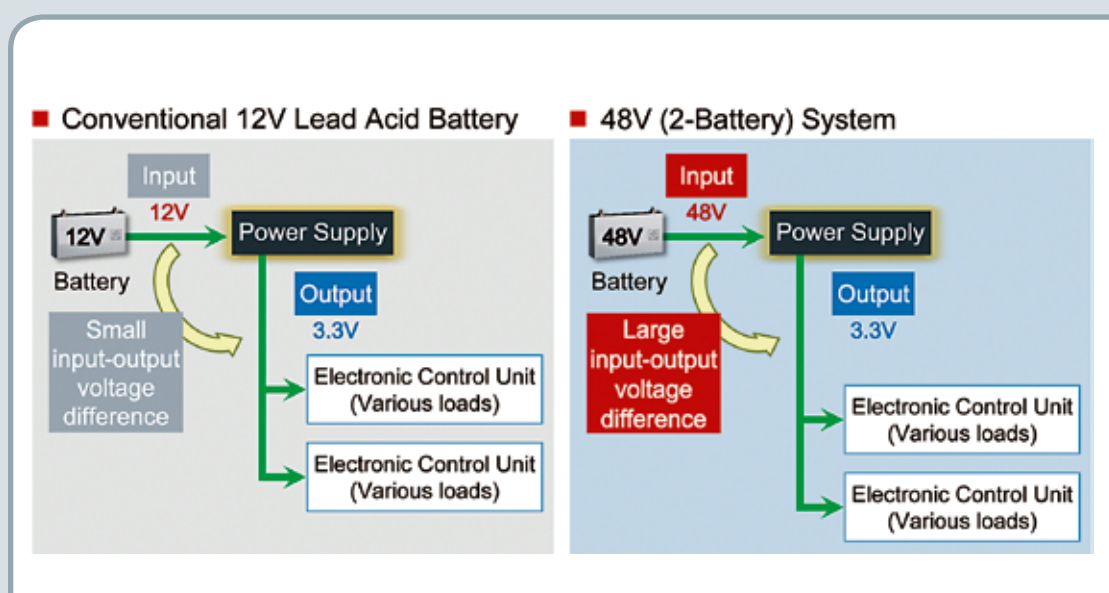 ■ Conventional 12V Lead Acid Battery
Input
12V
12V
Power Supply
Battery
Output
3.3V
Small
input-output
voltage
difference
Electronic Control Unit
(Various loads)
Electronic Control Unit
(Various loads)
■ 48V (2-Battery) System
Input
48V
48V
Power Supply
Battery
Output
3.3V
Large
input-output
voltage
difference
Electronic Control Unit
(Various loads)
Electronic Control Unit
(Various loads)